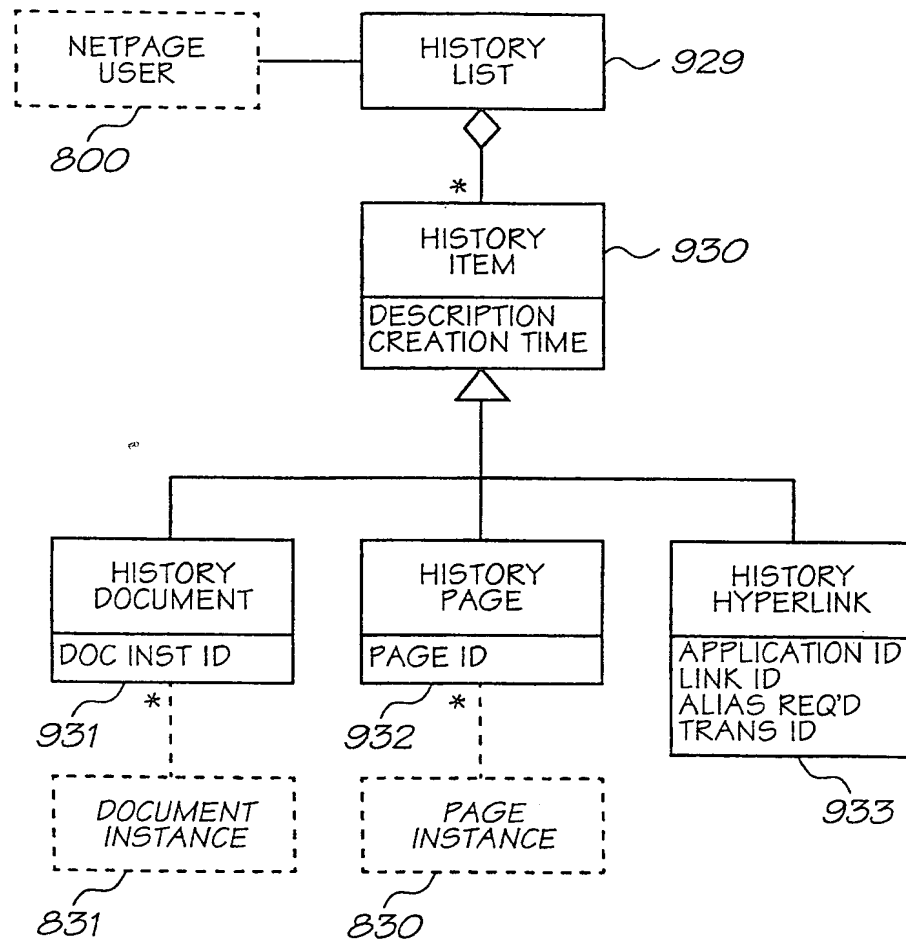 NETPAGE
USER
800
HISTORY
LIST
929
*
HISTORY
ITEM
930
DESCRIPTION
CREATION TIME
HISTORY
DOCUMENT
DOC INST ID
931
*
HISTORY
PAGE
PAGE ID
932
*
HISTORY
HYPERLINK
APPLICATION ID
LINK ID
ALIAS REQ'D
TRANS ID
933
DOCUMENT
INSTANCE
831
PAGE
INSTANCE
830